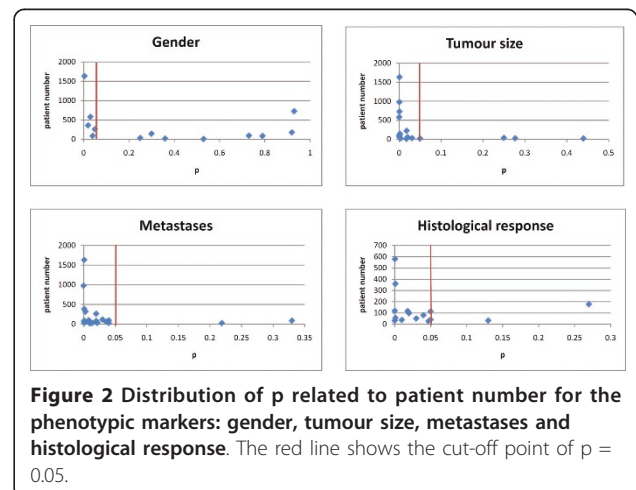 Gender
2000
1500
1000
500
0
patient number
0 0.2 0.4 0.6 0.8 1
p
Tumour size
2000
1500
1000
500
0
patient number
0 0.1 0.2 0.3 0.4 0.5
p
Metastases
2000
1500
1000
500
0
patient number
0 0.05 0.1 0.15 0.2 0.25 0.3 0.35
p
Histological response
700
600
500
400
300
200
100
0
patient number
0 0.05 0.1 0.15 0.2 0.25 0.3
p
Figure 2 Distribution of p related to patient number for the
phenotypic markers: gender, tumour size, metastases and
histological response. The red line shows the cut-off point of p =
0.05.